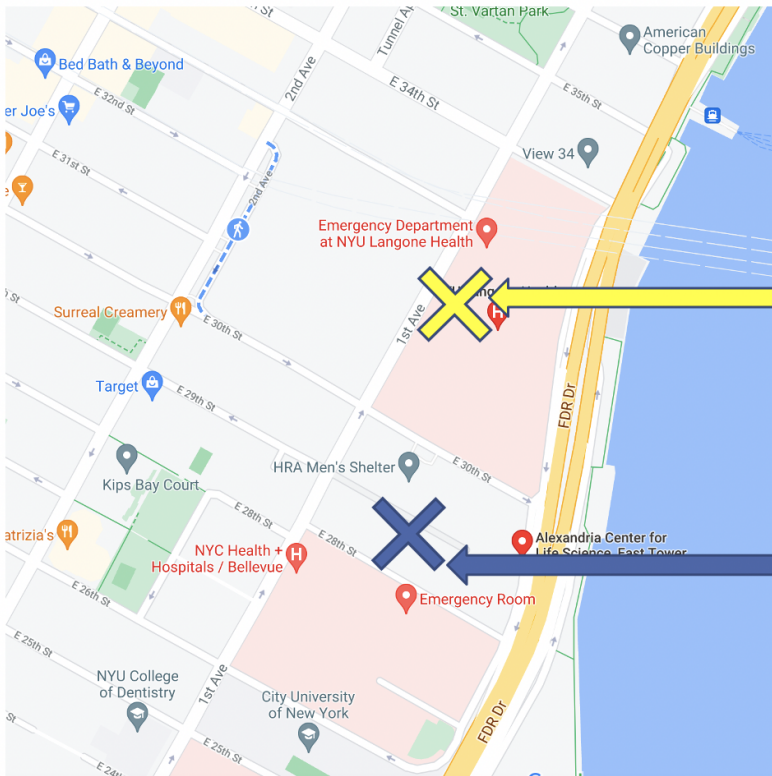 St. Vartan Park
American
Copper Buildings
Tunnel Ap
2nd Ave
Bed Bath & Beyond
E 34th St
E 35th St
E 32nd St
er Joe's
View 34
E 31st St
2nd Ave
Emergency Department
at NYU Langone Health
Surreal Creamery
1st Ave
E 30th St
Target
E 29th St
FDR Dr
HRA Men's Shelter
E 30th St
Kips Bay Court
E 28th St
atrizia's
NYC Health +
Hospitals / Bellevue
E 28th St
Alexandria Center for
Life Science, East Tower
Emergency Room
E 26th St
E 25th St
NYU College
of Dentistry
1st Ave
City University
of New York
FDR Dr
E 25th St
E 24th